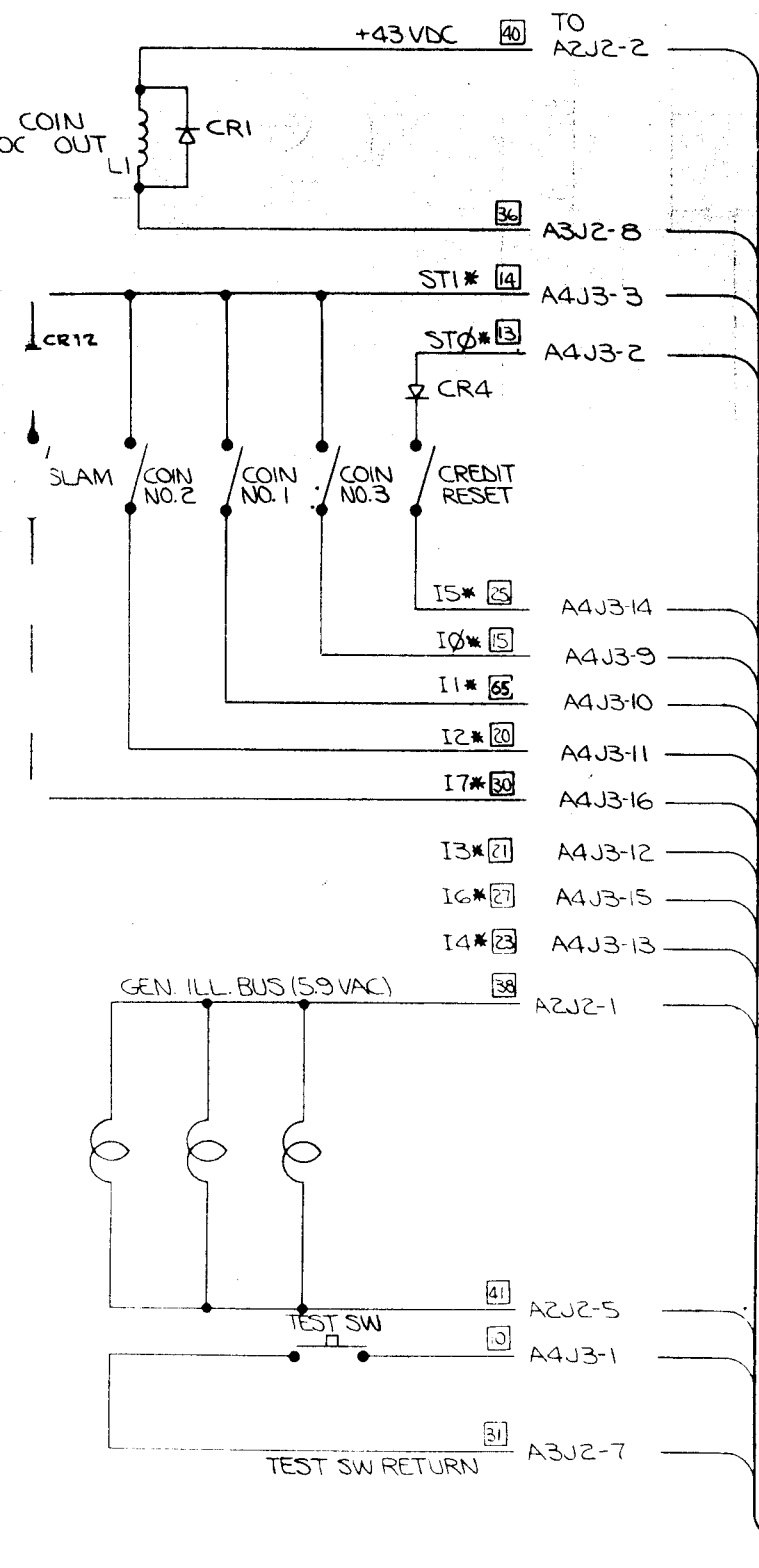 +43 VDC 40 TO
A2J2-2
COIN
OUT
L1
CR1
36 A3J2-8
ST1* 14 A4J3-3
STØ* 13 A4J3-2
CR12
CR4
SLAM
COIN
NO. 2
COIN
NO. 1
COIN
NO. 3
CREDIT
RESET
I5* 25 A4J3-14
IØ* 15 A4J3-9
I1* 65 A4J3-10
I2* 20 A4J3-11
I7* 30 A4J3-16
I3* 21 A4J3-12
I6* 27 A4J3-15
I4* 23 A4J3-13
GEN. ILL. BUS (5.9 VAC) 38 A2J2-1
41 A2J2-5
TEST SW
10 A4J3-1
31 A3J2-7
TEST SW RETURN